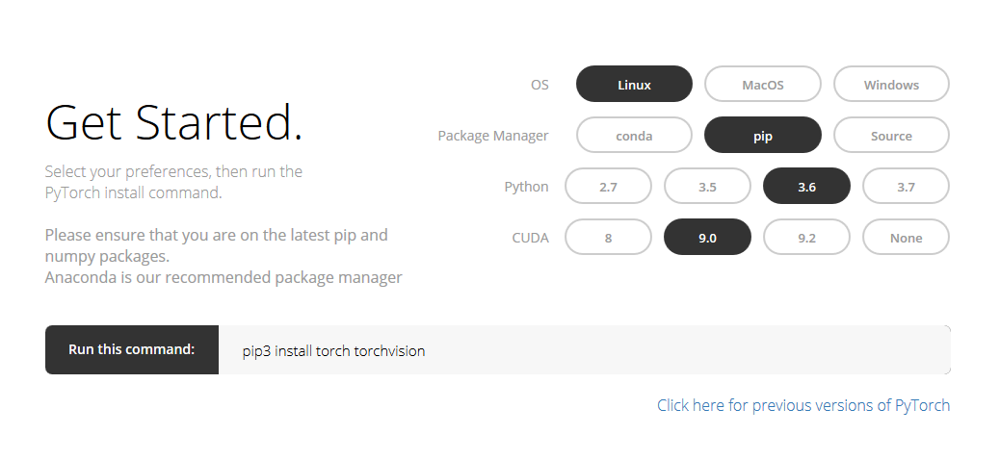 Get Started.
Select your preferences, then run the
PyTorch install command.
Please ensure that you are on the latest pip and
numpy packages.
Anaconda is our recommended package manager
OS Linux MacOS Windows
Package Manager conda pip Source
Python 2.7 3.5 3.6 3.7
CUDA 8 9.0 9.2 None
Run this command: pip3 install torch torchvision
Click here for previous versions of PyTorch